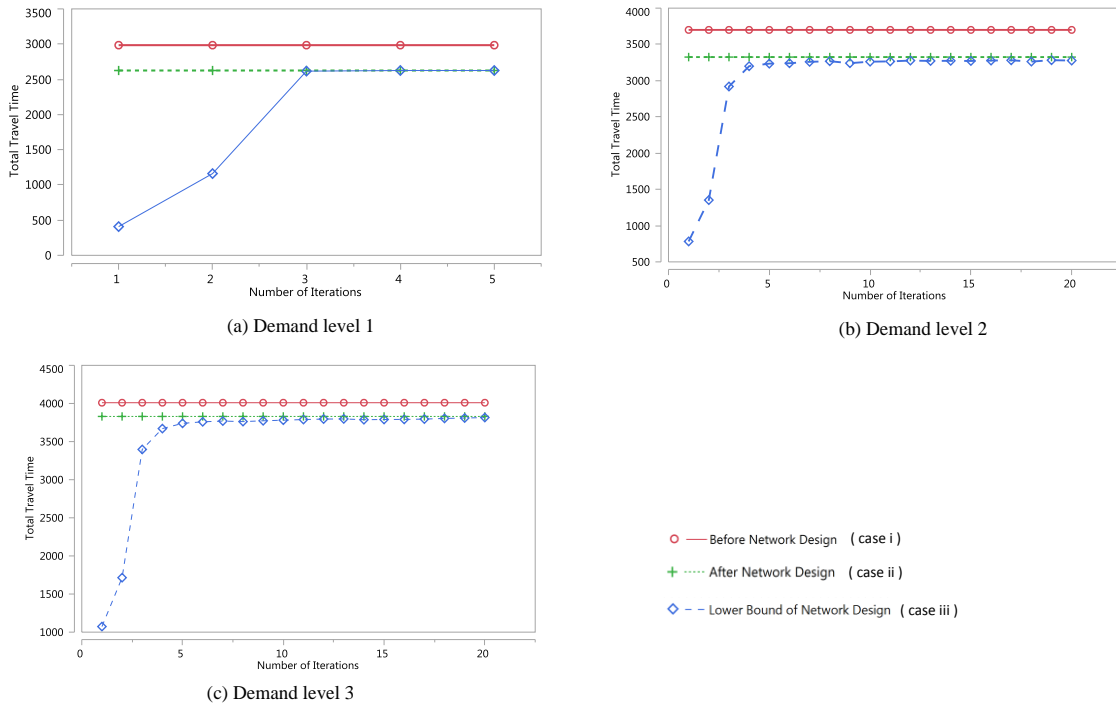 3500
3000
2500
2000
1500
1000
500
0
Total Travel Time
1 2 3 4 5
Number of Iterations
(a) Demand level 1
4000
3500
3000
2500
2000
1500
1000
500
Total Travel Time
0 5 10 15 20
Number of Iterations
(b) Demand level 2
4500
4000
3500
3000
2500
2000
1500
1000
Total Travel Time
0 5 10 15 20
Number of Iterations
(c) Demand level 3
Before Network Design ( case i )
After Network Design ( case ii )
Lower Bound of Network Design ( case iii )